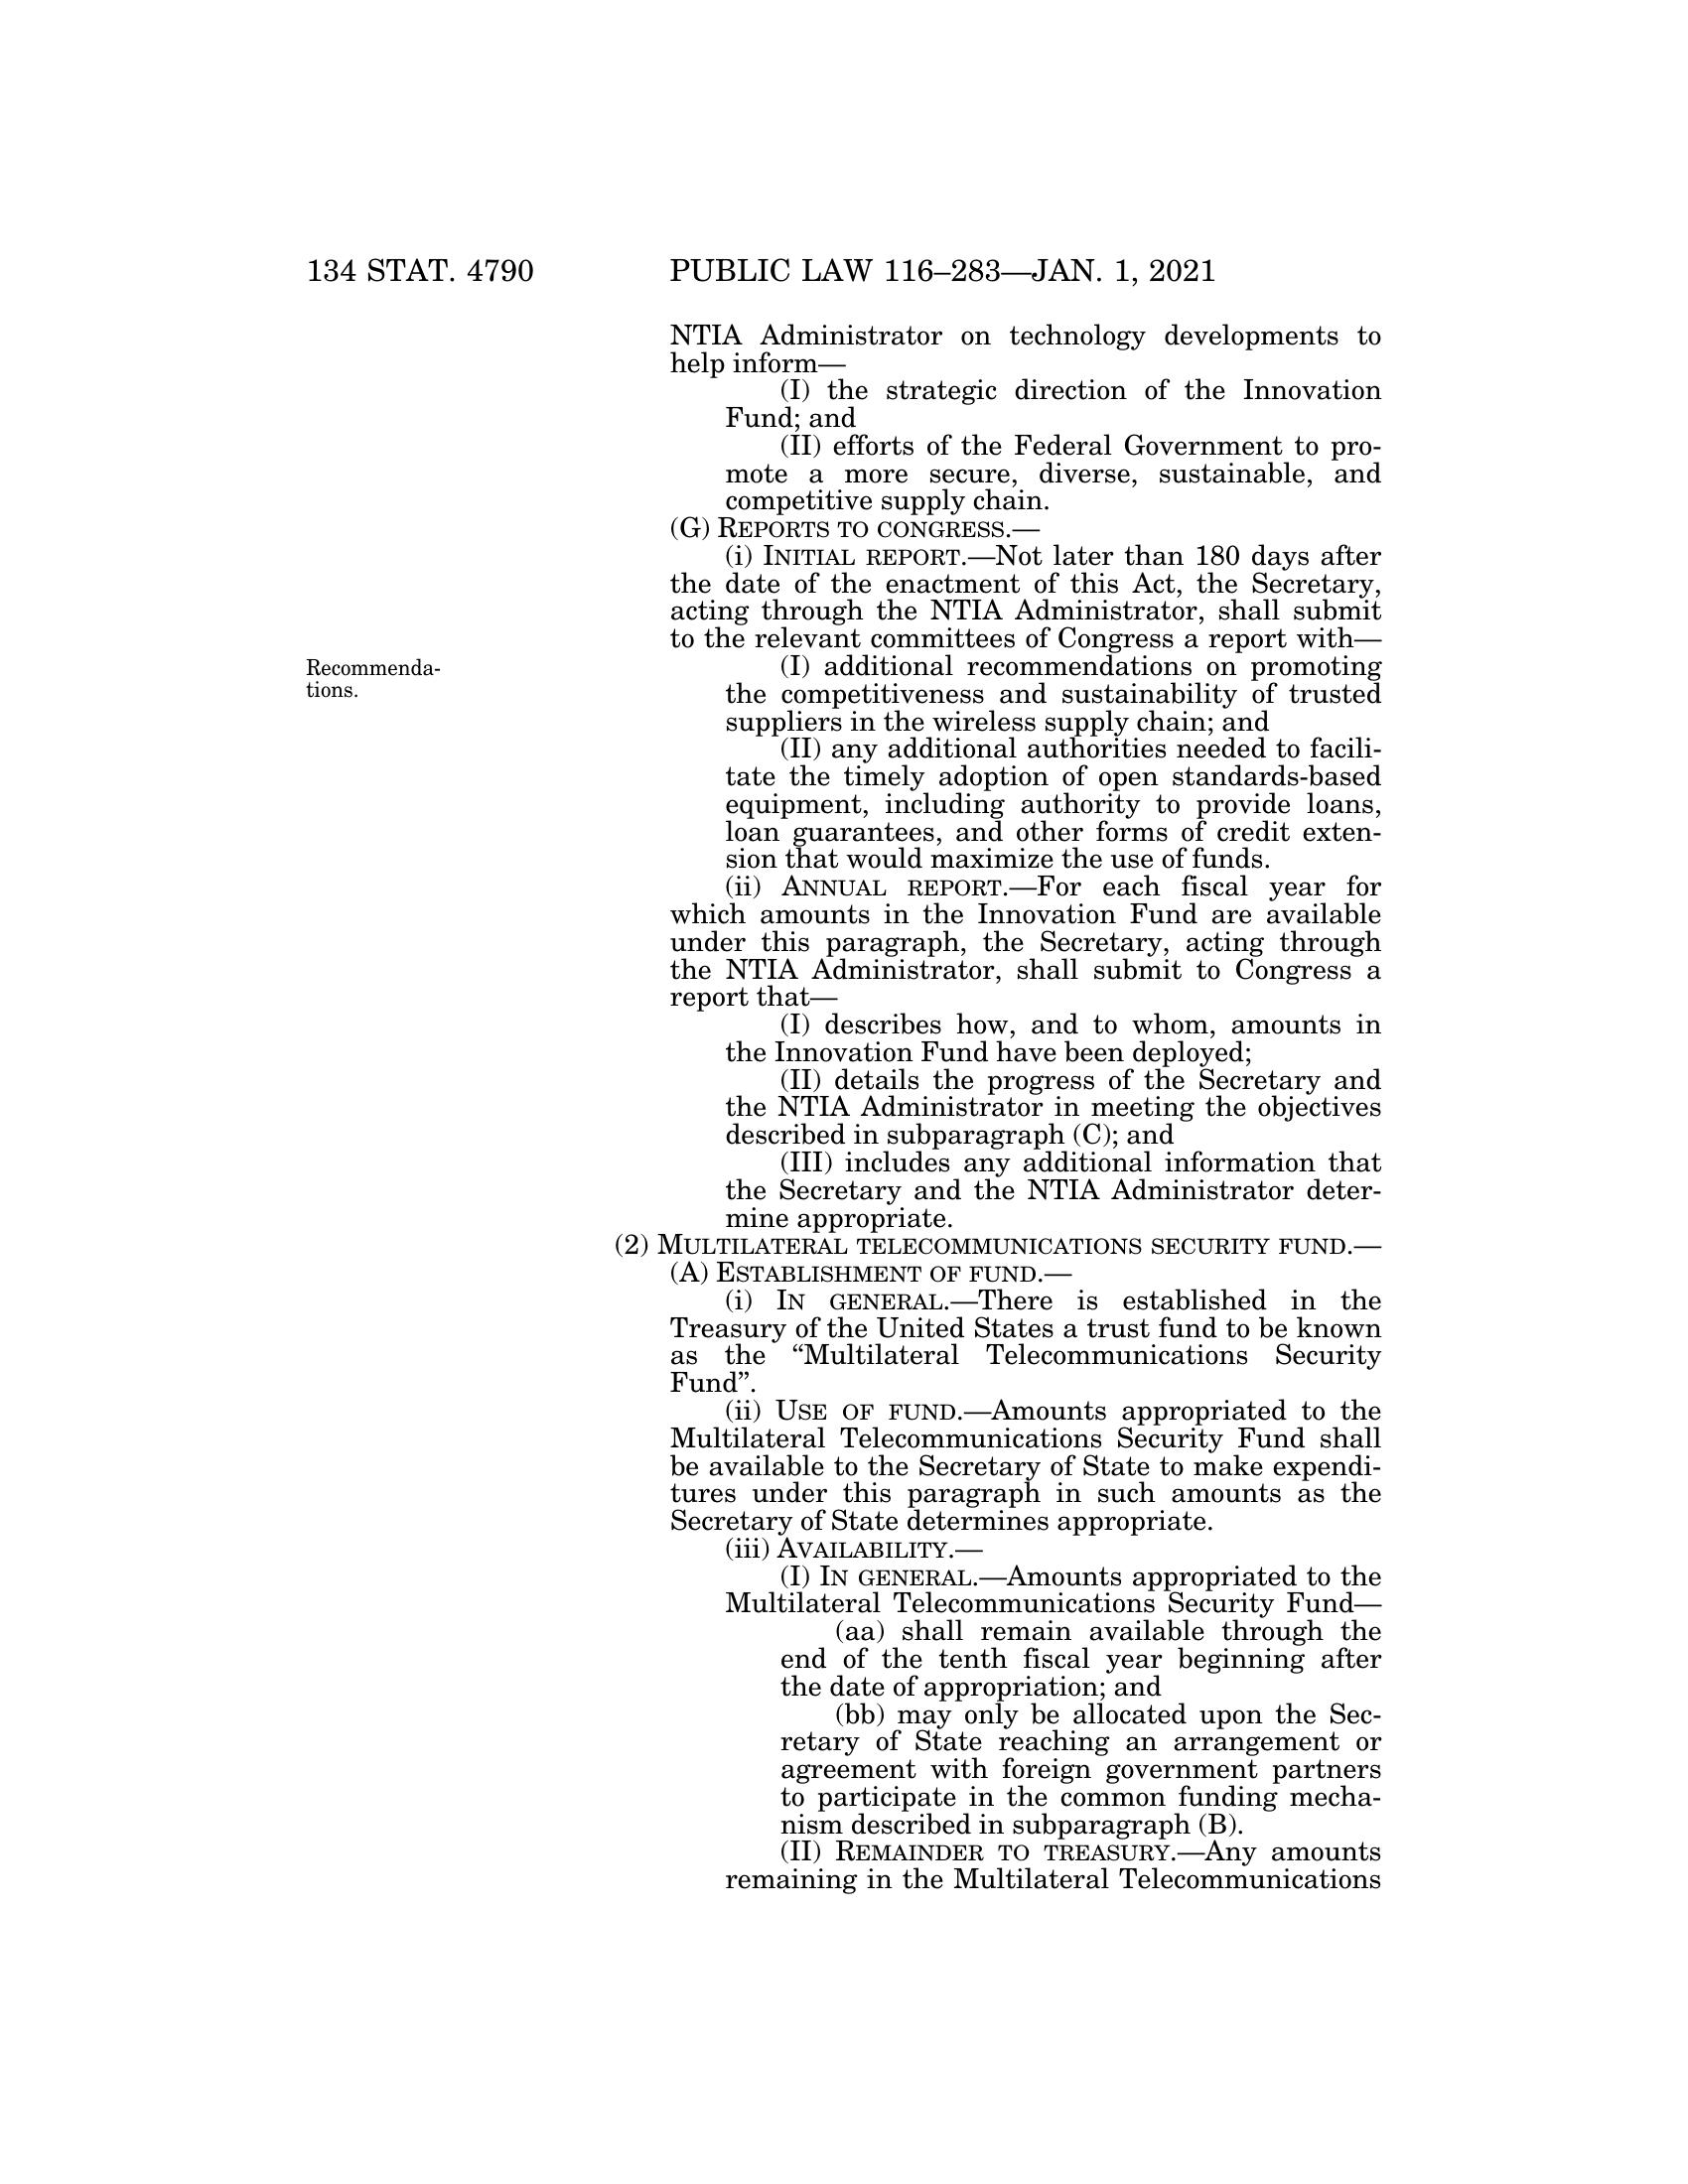 134 STAT. 4790
PUBLIC LAW 116–283—JAN. 1, 2021
NTIA Administrator on technology developments to
help inform—
(I) the strategic direction of the Innovation
Fund; and
(II) efforts of the Federal Government to pro-
mote a more secure, diverse, sustainable, and
competitive supply chain.
(G) REPORTS TO CONGRESS.—
(i) INITIAL REPORT.—Not later than 180 days after
the date of the enactment of this Act, the Secretary,
acting through the NTIA Administrator, shall submit
to the relevant committees of Congress a report with—
Recommenda-
tions.
(I) additional recommendations on promoting
the competitiveness and sustainability of trusted
suppliers in the wireless supply chain; and
(II) any additional authorities needed to facili-
tate the timely adoption of open standards-based
equipment, including authority to provide loans,
loan guarantees, and other forms of credit exten-
sion that would maximize the use of funds.
(ii) ANNUAL REPORT.—For each fiscal year for
which amounts in the Innovation Fund are available
under this paragraph, the Secretary, acting through
the NTIA Administrator, shall submit to Congress a
report that—
(I) describes how, and to whom, amounts in
the Innovation Fund have been deployed;
(II) details the progress of the Secretary and
the NTIA Administrator in meeting the objectives
described in subparagraph (C); and
(III) includes any additional information that
the Secretary and the NTIA Administrator deter-
mine appropriate.
(2) MULTILATERAL TELECOMMUNICATIONS SECURITY FUND.—
(A) ESTABLISHMENT OF FUND.—
(i) IN GENERAL.—There is established in the
Treasury of the United States a trust fund to be known
as the “Multilateral Telecommunications Security
Fund”.
(ii) USE OF FUND.—Amounts appropriated to the
Multilateral Telecommunications Security Fund shall
be available to the Secretary of State to make expendi-
tures under this paragraph in such amounts as the
Secretary of State determines appropriate.
(iii) AVAILABILITY.—
(I) IN GENERAL.—Amounts appropriated to the
Multilateral Telecommunications Security Fund—
(aa) shall remain available through the
end of the tenth fiscal year beginning after
the date of appropriation; and
(bb) may only be allocated upon the Sec-
retary of State reaching an arrangement or
agreement with foreign government partners
to participate in the common funding mecha-
nism described in subparagraph (B).
(II) REMAINDER TO TREASURY.—Any amounts
remaining in the Multilateral Telecommunications